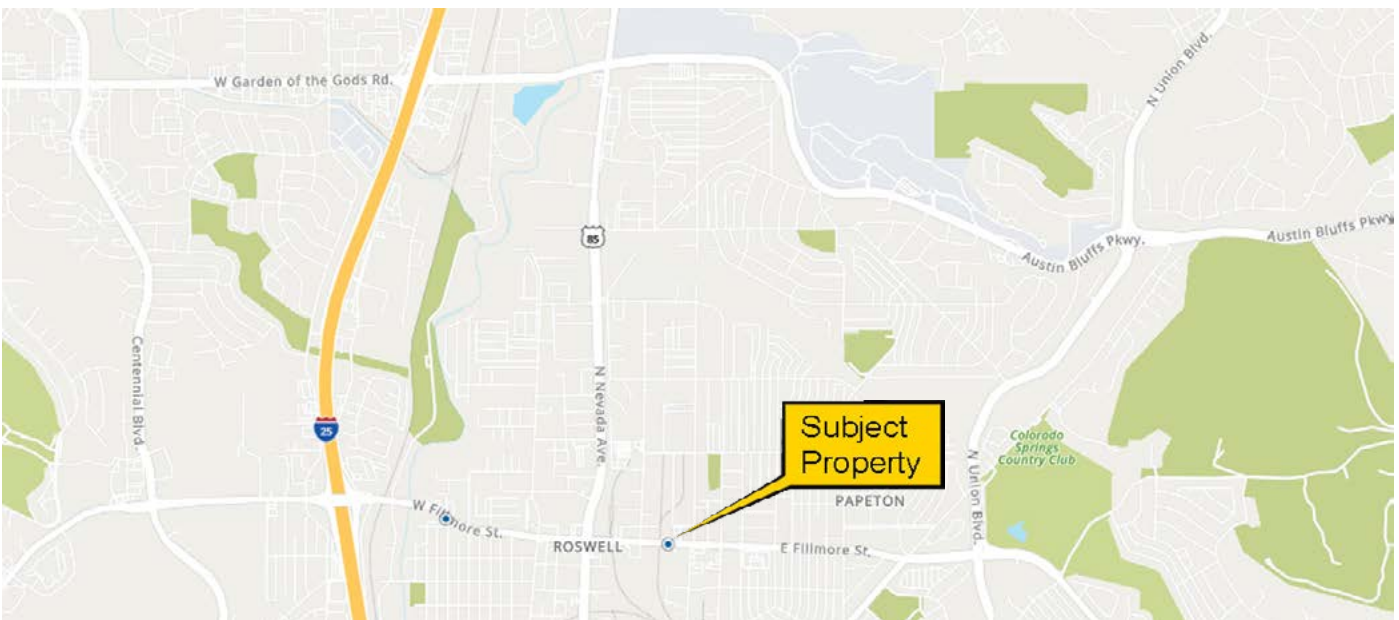 N Union Blvd.
W Garden of the Gods Rd.
85
Austin Bluffs Pkwy.
Austin Bluffs Pkwy.
Centennial Blvd.
N Nevada Ave.
25
Subject
Property
Colorado
Springs
Country Club
N Union Blvd.
PAPETON
W Fillmore St.
ROSWELL
E Fillmore St.